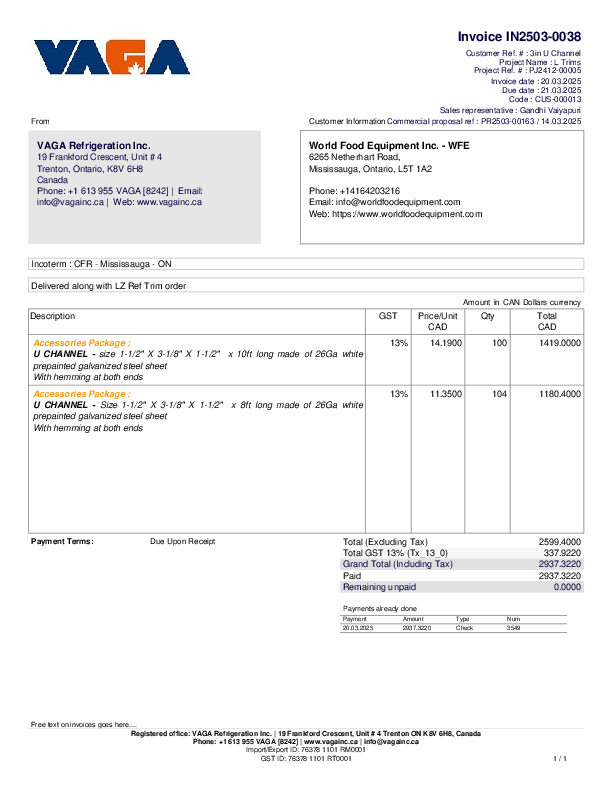 VAGA
Invoice IN2503-0038
Customer Ref. # : 3in U Channel
Project Name : L Trims
Project Ref. # : PJ2412-00005
Invoice date : 20.03.2025
Due date : 21.03.2025
Code : CUS-000013
Sales representative : Gandhi Vaiyapuri
From
Customer Information Commercial proposal ref : PR2503-00163 / 14.03.2025
VAGA Refrigeration Inc.
19 Frankford Crescent, Unit # 4
Trenton, Ontario, K8V 6H8
Canada
Phone: +1 613 955 VAGA [8242] | Email:
info@vagainc.ca | Web: www.vagainc.ca
World Food Equipment Inc. - WFE
6265 Netherhart Road,
Mississauga, Ontario, L5T 1A2
Phone: +14164203216
Email: info@worldfoodequipment.com
Web: https://www.worldfoodequipment.com
Incoterm : CFR - Mississauga - ON
Delivered along with LZ Ref Trim order
Amount in CAN Dollars currency
Description GST Price/Unit CAD Qty Total CAD
Accessories Package : 13% 14.1900 100 1419.0000
U CHANNEL - size 1-1/2" X 3-1/8" X 1-1/2" x 10ft long made of 26Ga white
prepainted galvanized steel sheet
With hemming at both ends
Accessories Package : 13% 11.3500 104 1180.4000
U CHANNEL - Size 1-1/2" X 3-1/8" X 1-1/2" x 8ft long made of 26Ga white
prepainted galvanized steel sheet
With hemming at both ends
Payment Terms: Due Upon Receipt
Total (Excluding Tax) 2599.4000
Total GST 13% (Tx_13_0) 337.9220
Grand Total (Including Tax) 2937.3220
Paid 2937.3220
Remaining unpaid 0.0000
Payments already done
Payment Amount Type Num
20.03.2025 2937.3220 Check 3549
Free text on invoices goes here....
Registered office: VAGA Refrigeration Inc. | 19 Frankford Crescent, Unit # 4 Trenton ON K8V 6H8, Canada
Phone: +1 613 955 VAGA [8242] | www.vagainc.ca | info@vagainc.ca
Import/Export ID: 76378 1101 RM0001
GST ID: 76378 1101 RT0001
1 / 1